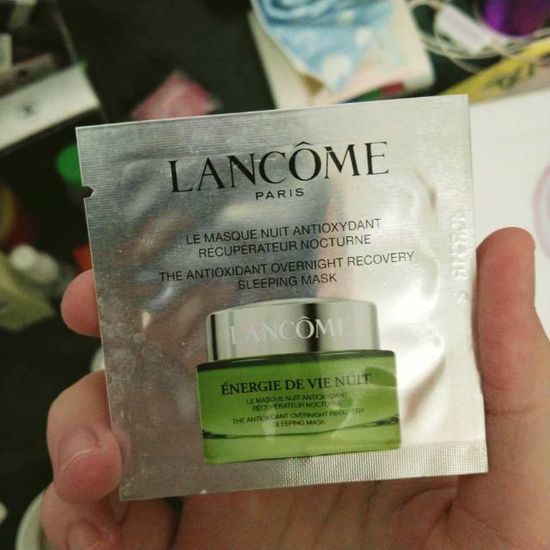 LANCÔME
PARIS
LE MASQUE NUIT ANTIOXYDANT
RÉCUPÉRATEUR NOCTURNE
THE ANTIOXIDANT OVERNIGHT RECOVERY
SLEEPING MASK
LANCÔME
ÉNERGIE DE VIE NUIT
LE MASQUE NUIT ANTIOXYDANT
RÉCUPÉRATEUR NOCTURNE
THE ANTIOXIDANT OVERNIGHT RECOVERY
SLEEPING MASK